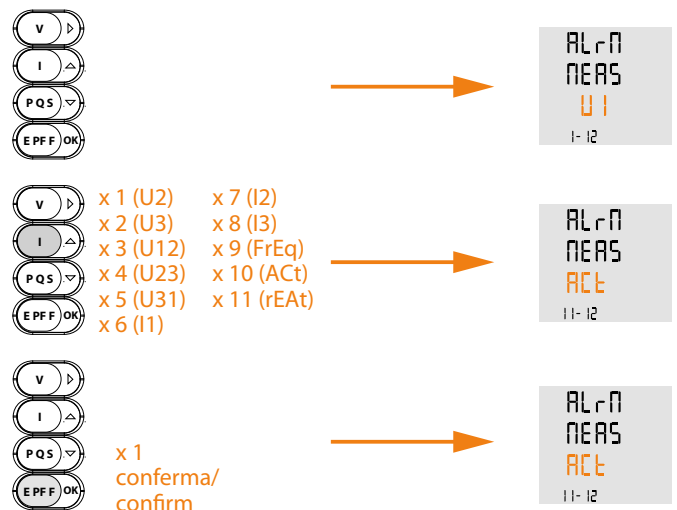 V
I
PQS
EPFF OK
ALrM
MEAS
U1
1-12
V
I
PQS
EPFF OK
x 1 (U2)
x 2 (U3)
x 3 (U12)
x 4 (U23)
x 5 (U31)
x 6 (I1)
x 7 (I2)
x 8 (I3)
x 9 (FrEq)
x 10 (ACt)
x 11 (rEAt)
ALrM
MEAS
ACt
11-12
V
I
PQS
EPFF OK
x 1
conferma/
confirm
ALrM
MEAS
ACt
11-12